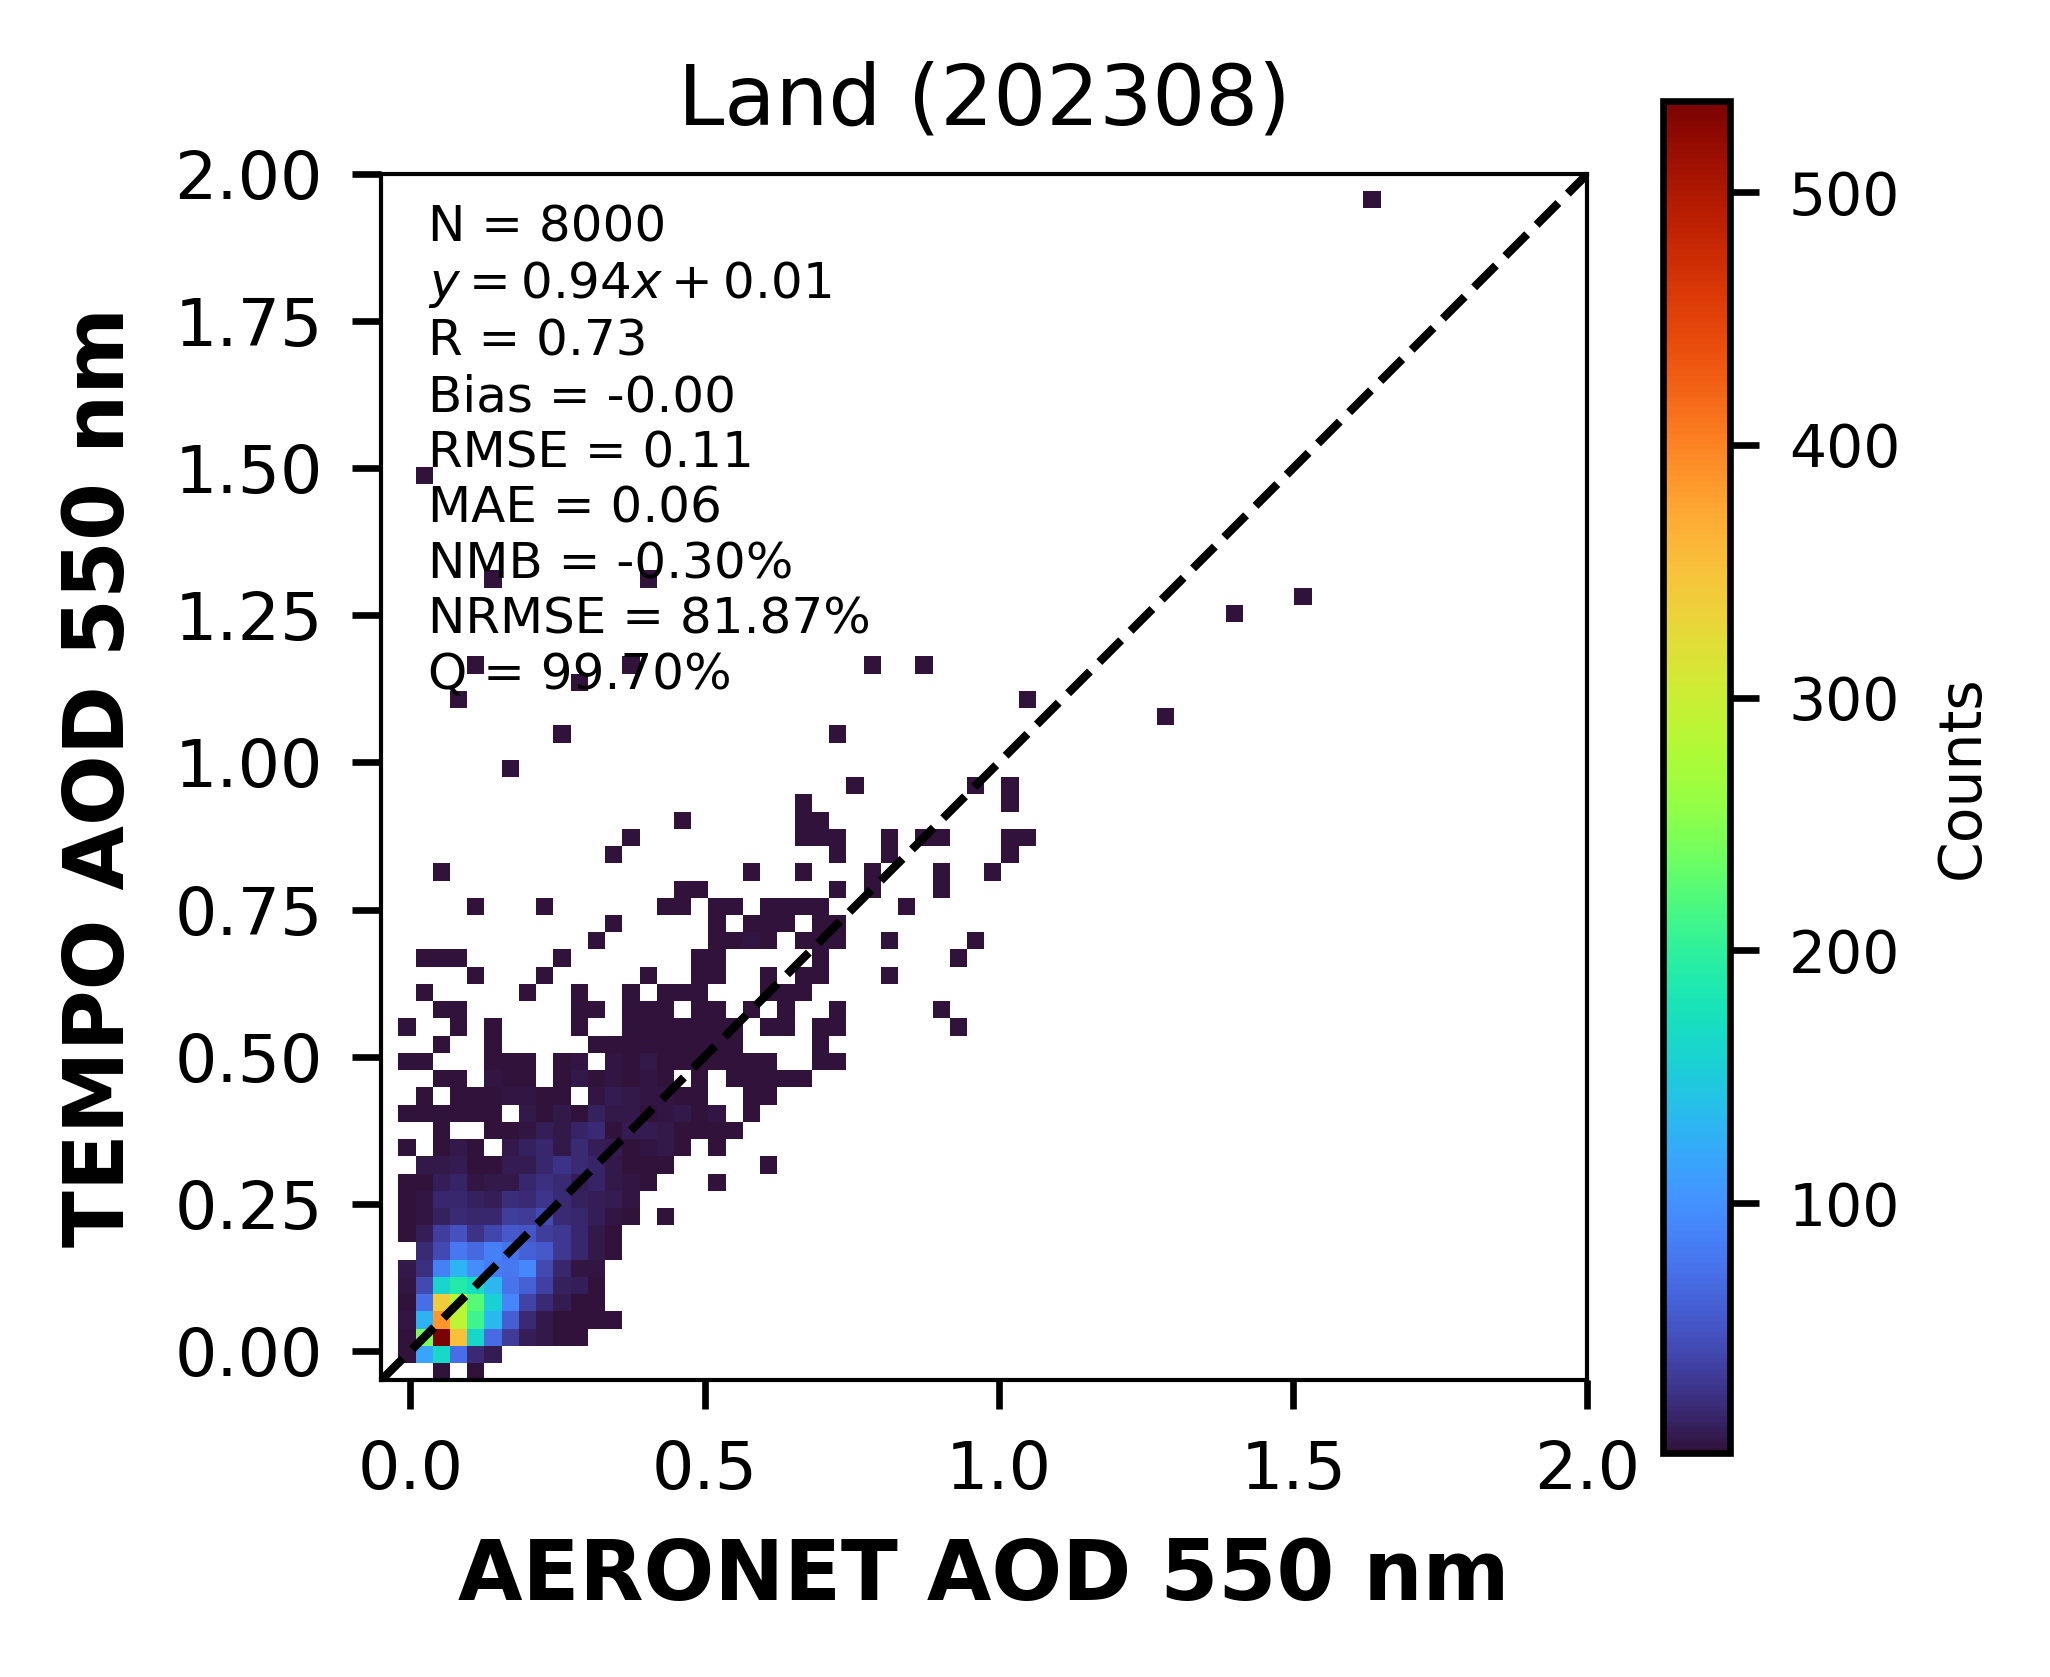 Land (202308)
2.00
1.75
1.50
1.25
1.00
0.75
0.50
0.25
0.00
TEMPO AOD 550 nm
N = 8000
y = 0.94x + 0.01
R = 0.73
Bias = -0.00
RMSE = 0.11
MAE = 0.06
NMB = -0.30%
NRMSE = 81.87%
Q = 99.70%
0.0 0.5 1.0 1.5 2.0
AERONET AOD 550 nm
500
400
300
200
100
Counts